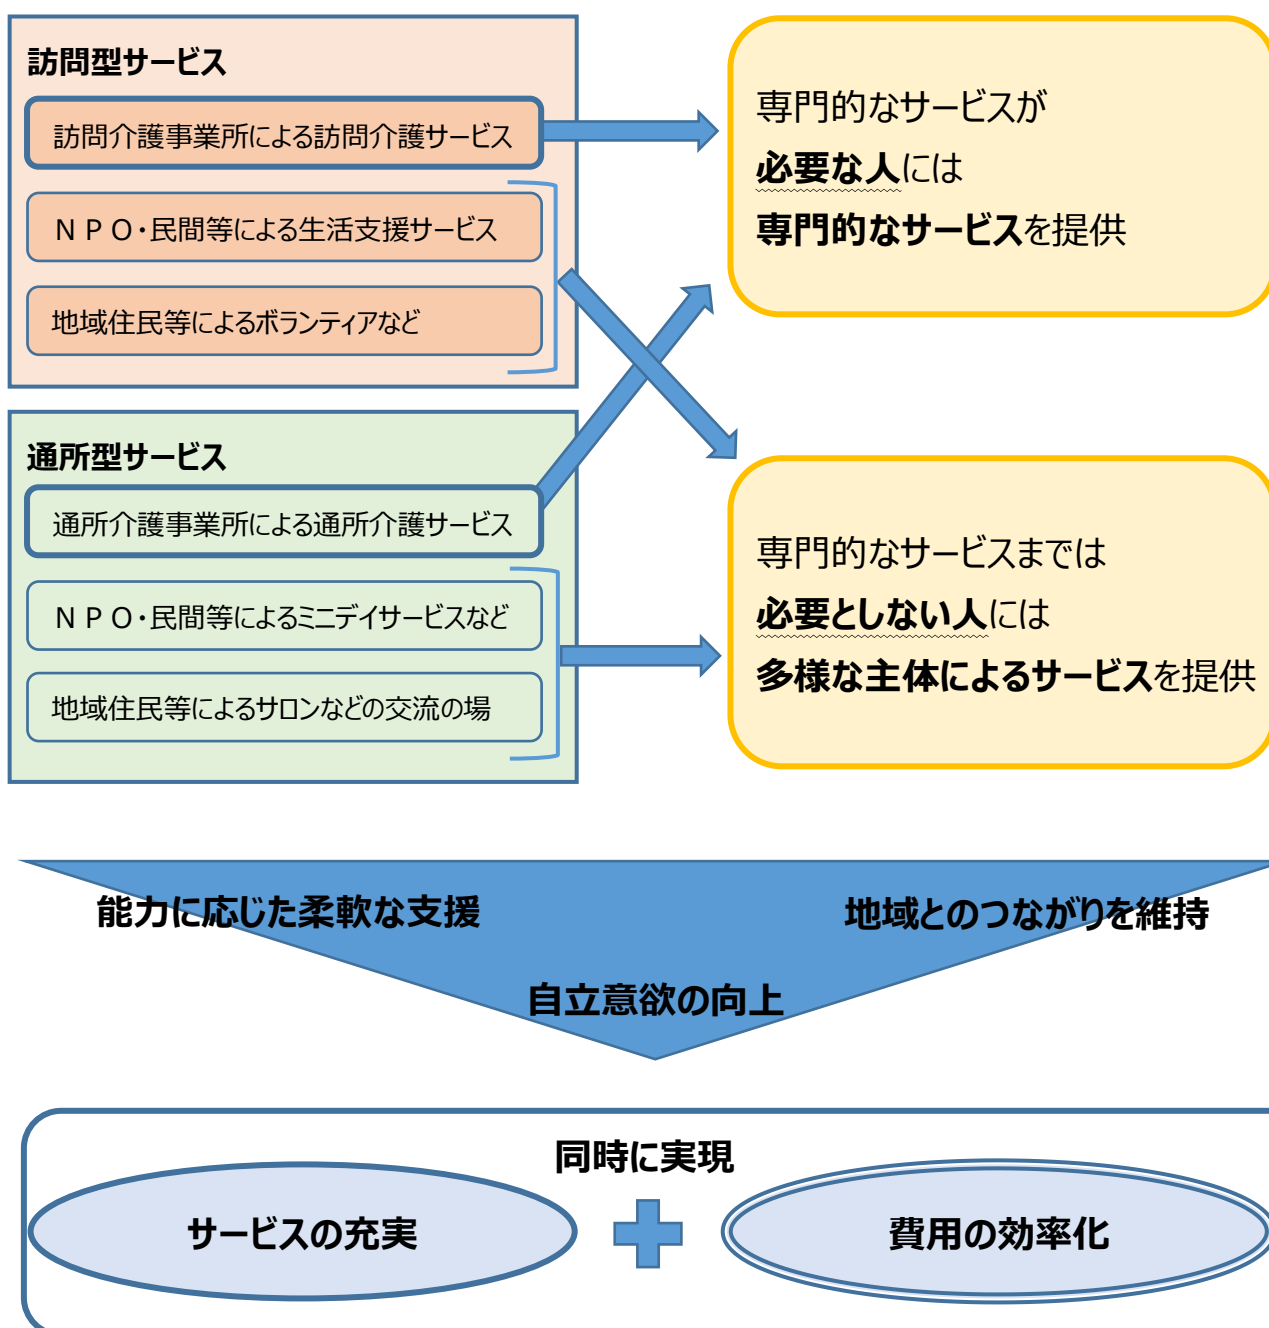 訪問型サービス
訪問介護事業所による訪問介護サービス
ＮＰＯ・民間等による生活支援サービス
地域住民等によるボランティアなど
専門的なサービスが
必要な人には
専門的なサービスを提供
通所型サービス
通所介護事業所による通所介護サービス
ＮＰＯ・民間等によるミニデイサービスなど
地域住民等によるサロンなどの交流の場
専門的なサービスまでは
必要としない人には
多様な主体によるサービスを提供
能力に応じた柔軟な支援
地域とのつながりを維持
自立意欲の向上
同時に実現
サービスの充実
費用の効率化